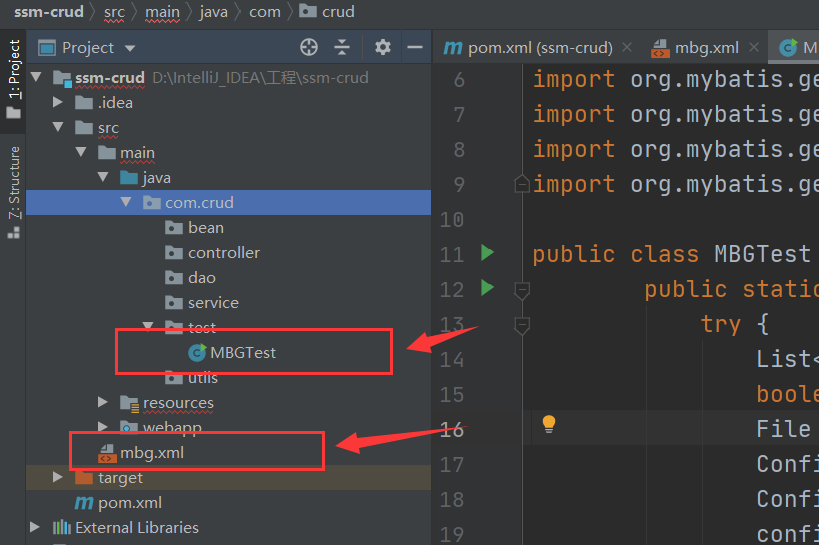 ssm-crud src main java com crud
1: Project
7: Structure
Project
ssm-crud D:\IntelliJ_IDEA\工程\ssm-crud
.idea
src
main
java
com.crud
bean
controller
dao
service
test
MBGTest
utils
resources
webapp
mbg.xml
target
pom.xml
External Libraries
pom.xml (ssm-crud) mbg.xml M
6 import org.mybatis.ge
7 import org.mybatis.ge
8 import org.mybatis.ge
9 import org.mybatis.ge
10
11 public class MBGTest
12 public static
13 try {
14 List<
15 boole
16 File
17 Confi
18 Confi
19 confi